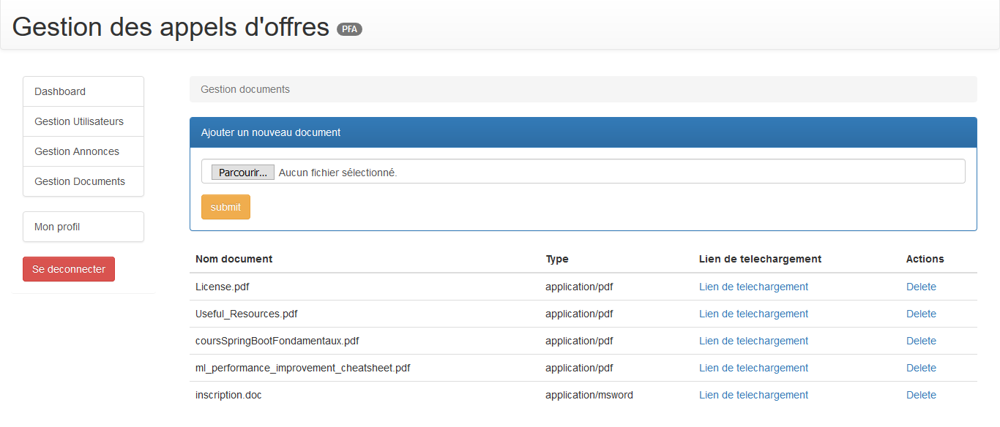 Gestion des appels d'offres PFA
Dashboard
Gestion Utilisateurs
Gestion Annonces
Gestion Documents
Mon profil
Se deconnecter
Gestion documents
Ajouter un nouveau document
Parcourir... Aucun fichier sélectionné.
submit
Nom document Type Lien de telechargement Actions
License.pdf application/pdf Lien de telechargement Delete
Useful_Resources.pdf application/pdf Lien de telechargement Delete
coursSpringBootFondamentaux.pdf application/pdf Lien de telechargement Delete
ml_performance_improvement_cheatsheet.pdf application/pdf Lien de telechargement Delete
inscription.doc application/msword Lien de telechargement Delete